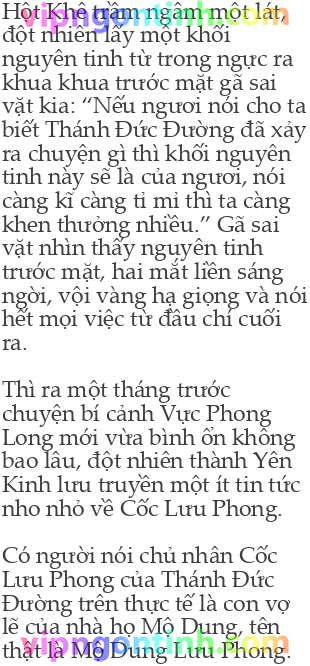 vipngontinh.com
Hột Khê trầm ngâm một lát,
đột nhiên lấy một khối
nguyên tinh từ trong ngực ra
khua khua trước mặt gã sai
vặt kia: “Nếu ngươi nói cho ta
biết Thánh Đức Đường đã xảy
ra chuyện gì thì khối nguyên
tinh này sẽ là của ngươi, nói
càng kĩ càng tỉ mỉ thì ta càng
khen thưởng nhiều.” Gã sai
vặt nhìn thấy nguyên tinh
trước mặt, hai mắt liền sáng
ngời, vội vàng hạ giọng và nói
hết mọi việc từ đầu chí cuối
ra.
Thì ra một tháng trước
chuyện bí cảnh Vực Phong
Long mới vừa bình ổn không
bao lâu, đột nhiên thành Yên
Kinh lưu truyền một ít tin tức
nho nhỏ về Cốc Lưu Phong.
Có người nói chủ nhân Cốc
Lưu Phong của Thánh Đức
Đường trên thực tế là con vợ
lẽ của nhà họ Mộ Dung, tên
thật là Mộ Dung Lưu Phong.
vipngontinh.com